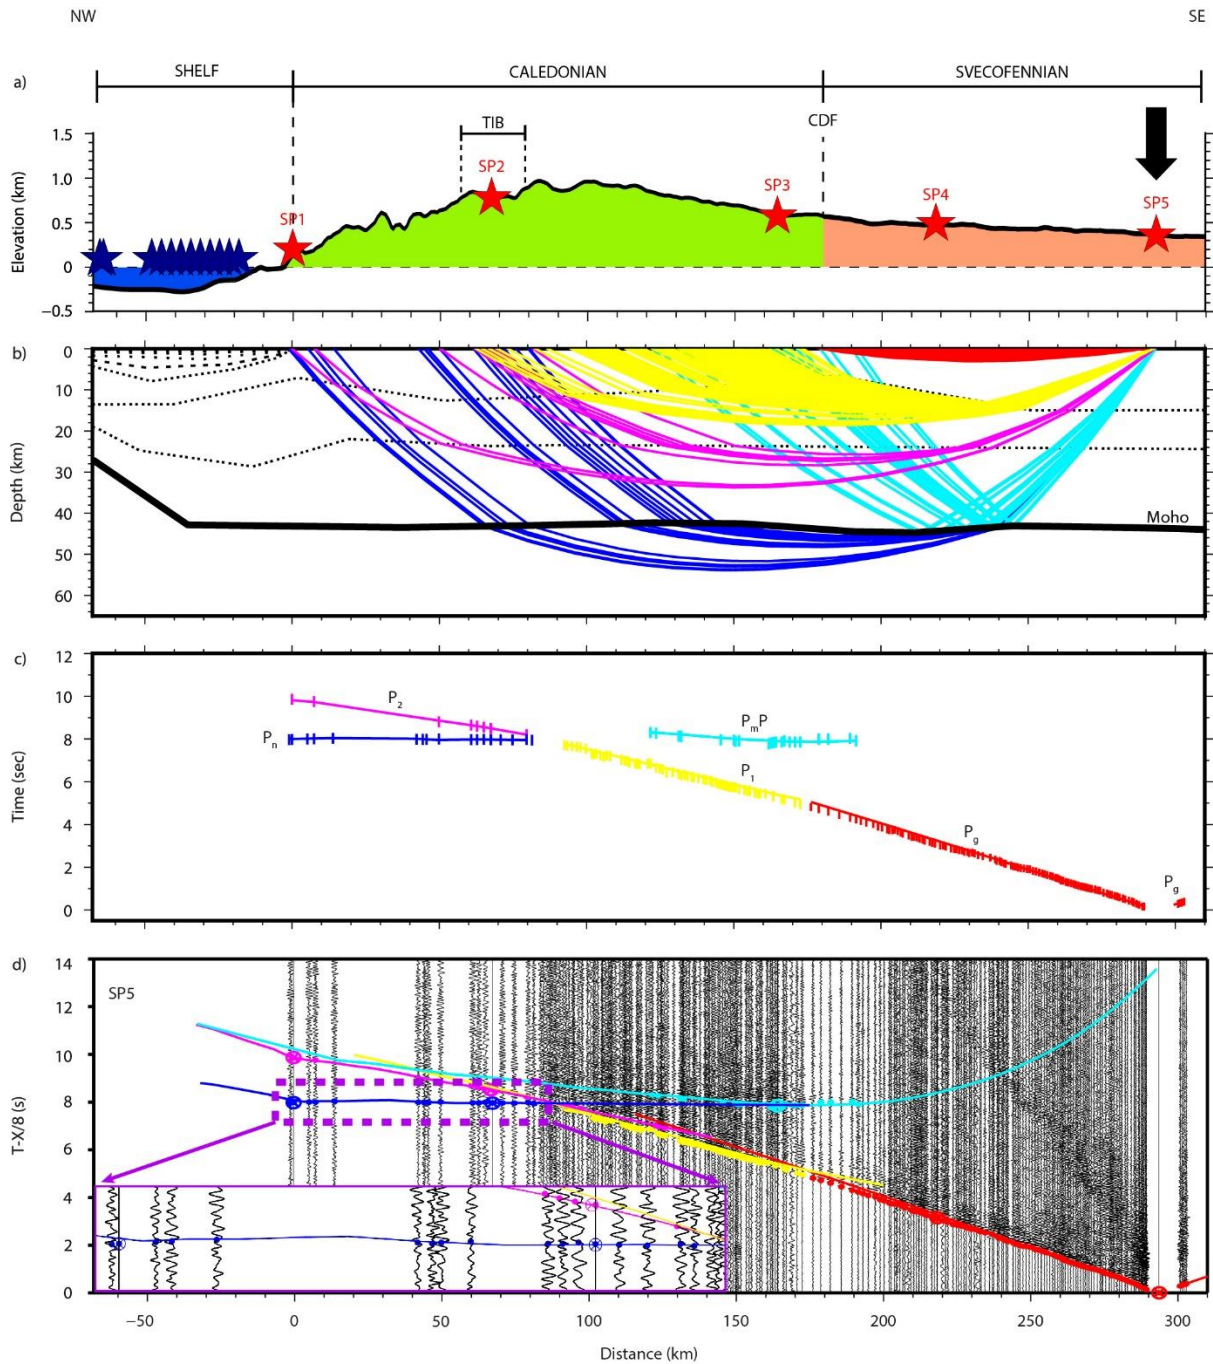 NW SE
a) SHELF CALEDONIAN SVECOFENNIAN
TIB CDF
SP1 SP2 SP3 SP4 SP5
Elevation (km)
1.5
1.0
0.5
0
−0.5
b)
Depth (km)
0
10
20
30
40
50
60
Moho
c)
Time (sec)
12
10
8
6
4
2
0
P2
Pn
PmP
P1
Pg
Pg
d)
SP5
T-X/8 (s)
14
12
10
8
6
4
2
0
−50 0 50 100 150 200 250 300
Distance (km)